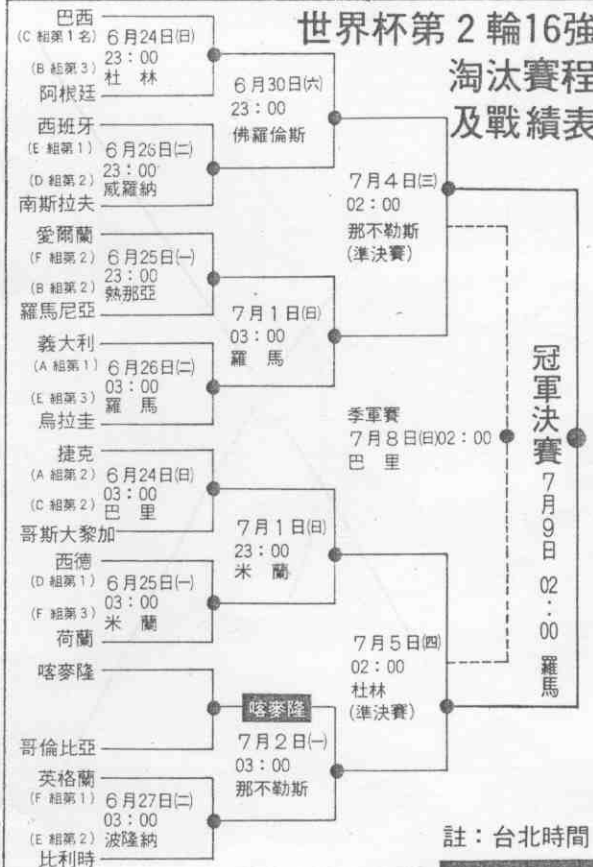 世界杯第2輪16強
淘汰賽程
及戰績表
巴西
(C組第1名)
6月24日(日)
23：00
杜林
(B組第3)
阿根廷
西班牙
(E組第1)
6月26日(二)
23：00
威羅納
(D組第2)
南斯拉夫
愛爾蘭
(F組第2)
6月25日(一)
23：00
熱那亞
(B組第2)
羅馬尼亞
義大利
(A組第1)
6月26日(二)
03：00
羅馬
(E組第3)
烏拉圭
捷克
(A組第2)
6月24日(日)
03：00
巴里
(C組第2)
哥斯大黎加
西德
(D組第1)
6月25日(一)
03：00
米蘭
(F組第3)
荷蘭
喀麥隆
哥倫比亞
英格蘭
(F組第1)
6月27日(二)
03：00
波隆納
(E組第2)
比利時
6月30日(六)
23：00
佛羅倫斯
7月1日(日)
03：00
羅馬
7月1日(日)
23：00
米蘭
喀麥隆
7月2日(一)
03：00
那不勒斯
7月4日(三)
02：00
那不勒斯
(準決賽)
季軍賽
7月8日(日)02：00
巴里
7月5日(四)
02：00
杜林
(準決賽)
冠軍決賽 7月9日 02：00 羅馬
註：台北時間